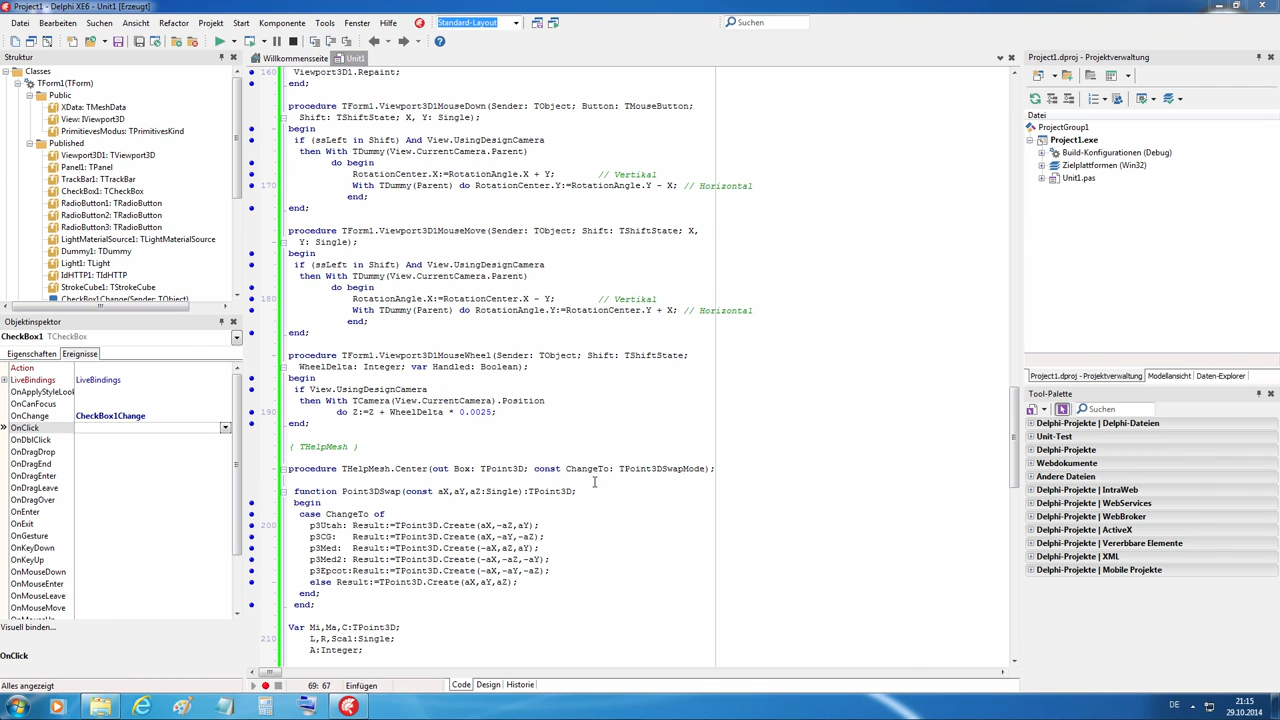 Project1 - Delphi XE6 - Unit1 [Erzeugt]
Datei Bearbeiten Suchen Ansicht Refactor Projekt Start Komponente Tools Fenster Hilfe Standard-Layout Suchen
Struktur
Classes
TForm1(TForm)
Public
XData: TMeshData
View: IViewport3D
PrimitievesModus: TPrimitivesKind
Published
Viewport3D1: TViewport3D
Panel1: TPanel
TrackBar1: TTrackBar
CheckBox1: TCheckBox
RadioButton1: TRadioButton
RadioButton2: TRadioButton
RadioButton3: TRadioButton
LightMaterialSource1: TLightMaterialSource
Dummy1: TDummy
Light1: TLight
IdHTTP1: TIdHTTP
StrokeCube1: TStrokeCube
CheckBox1Change(Sender: TObject)
Objektinspektor
CheckBox1 TCheckBox
Eigenschaften Ereignisse
Action
LiveBindings LiveBindings
OnApplyStyleLook
OnCanFocus
OnChange CheckBox1Change
OnClick
OnDblClick
OnDragDrop
OnDragEnd
OnDragEnter
OnDragLeave
OnDragOver
OnEnter
OnExit
OnGesture
OnKeyDown
OnKeyUp
OnMouseDown
OnMouseEnter
OnMouseLeave
OnMouseMove
Visuell binden...
OnClick
Alles angezeigt
Willkommensseite Unit1
160 Viewport3D1.Repaint;
end;
procedure TForm1.Viewport3D1MouseDown(Sender: TObject; Button: TMouseButton;
Shift: TShiftState; X, Y: Single);
begin
if (ssLeft in Shift) And View.UsingDesignCamera
then With TDummy(View.CurrentCamera.Parent)
do begin
RotationCenter.X:=RotationAngle.X + Y; // Vertikal
170 With TDummy(Parent) do RotationCenter.Y:=RotationAngle.Y - X; // Horizontal
end;
end;
procedure TForm1.Viewport3D1MouseMove(Sender: TObject; Shift: TShiftState; X,
Y: Single);
begin
if (ssLeft in Shift) And View.UsingDesignCamera
then With TDummy(View.CurrentCamera.Parent)
do begin
180 RotationAngle.X:=RotationCenter.X - Y; // Vertikal
With TDummy(Parent) do RotationAngle.Y:=RotationCenter.Y + X; // Horizontal
end;
end;
procedure TForm1.Viewport3D1MouseWheel(Sender: TObject; Shift: TShiftState;
WheelDelta: Integer; var Handled: Boolean);
begin
if View.UsingDesignCamera
then With TCamera(View.CurrentCamera).Position
190 do Z:=Z + WheelDelta * 0.0025;
end;
{ THelpMesh }
procedure THelpMesh.Center(out Box: TPoint3D; const ChangeTo: TPoint3DSwapMode);
function Point3DSwap(const aX,aY,aZ:Single):TPoint3D;
begin
case ChangeTo of
200 p3Utah: Result:=TPoint3D.Create(aX,-aZ,aY);
p3CG: Result:=TPoint3D.Create(aX,-aY,-aZ);
p3Med: Result:=TPoint3D.Create(-aX,aZ,aY);
p3Med2: Result:=TPoint3D.Create(-aX,-aZ,-aY);
p3Epcot:Result:=TPoint3D.Create(-aX,-aY,-aZ);
else Result:=TPoint3D.Create(aX,aY,aZ);
end;
end;
Var Mi,Ma,C:TPoint3D;
210 L,R,Scal:Single;
A:Integer;
69: 67 Einfügen Code Design Historie
Project1.dproj - Projektverwaltung
Datei
ProjectGroup1
Project1.exe
Build-Konfigurationen (Debug)
Zielplattformen (Win32)
Unit1.pas
Project1.dproj - Projektverwaltung Modellansicht Daten-Explorer
Tool-Palette
Suchen
Delphi-Projekte | Delphi-Dateien
Unit-Test
Delphi-Projekte
Webdokumente
Andere Dateien
Delphi-Projekte | IntraWeb
Delphi-Projekte | WebServices
Delphi-Projekte | WebBroker
Delphi-Projekte | ActiveX
Delphi-Projekte | Vererbbare Elemente
Delphi-Projekte | XML
Delphi-Projekte | Mobile Projekte
DE 21:15
29.10.2014